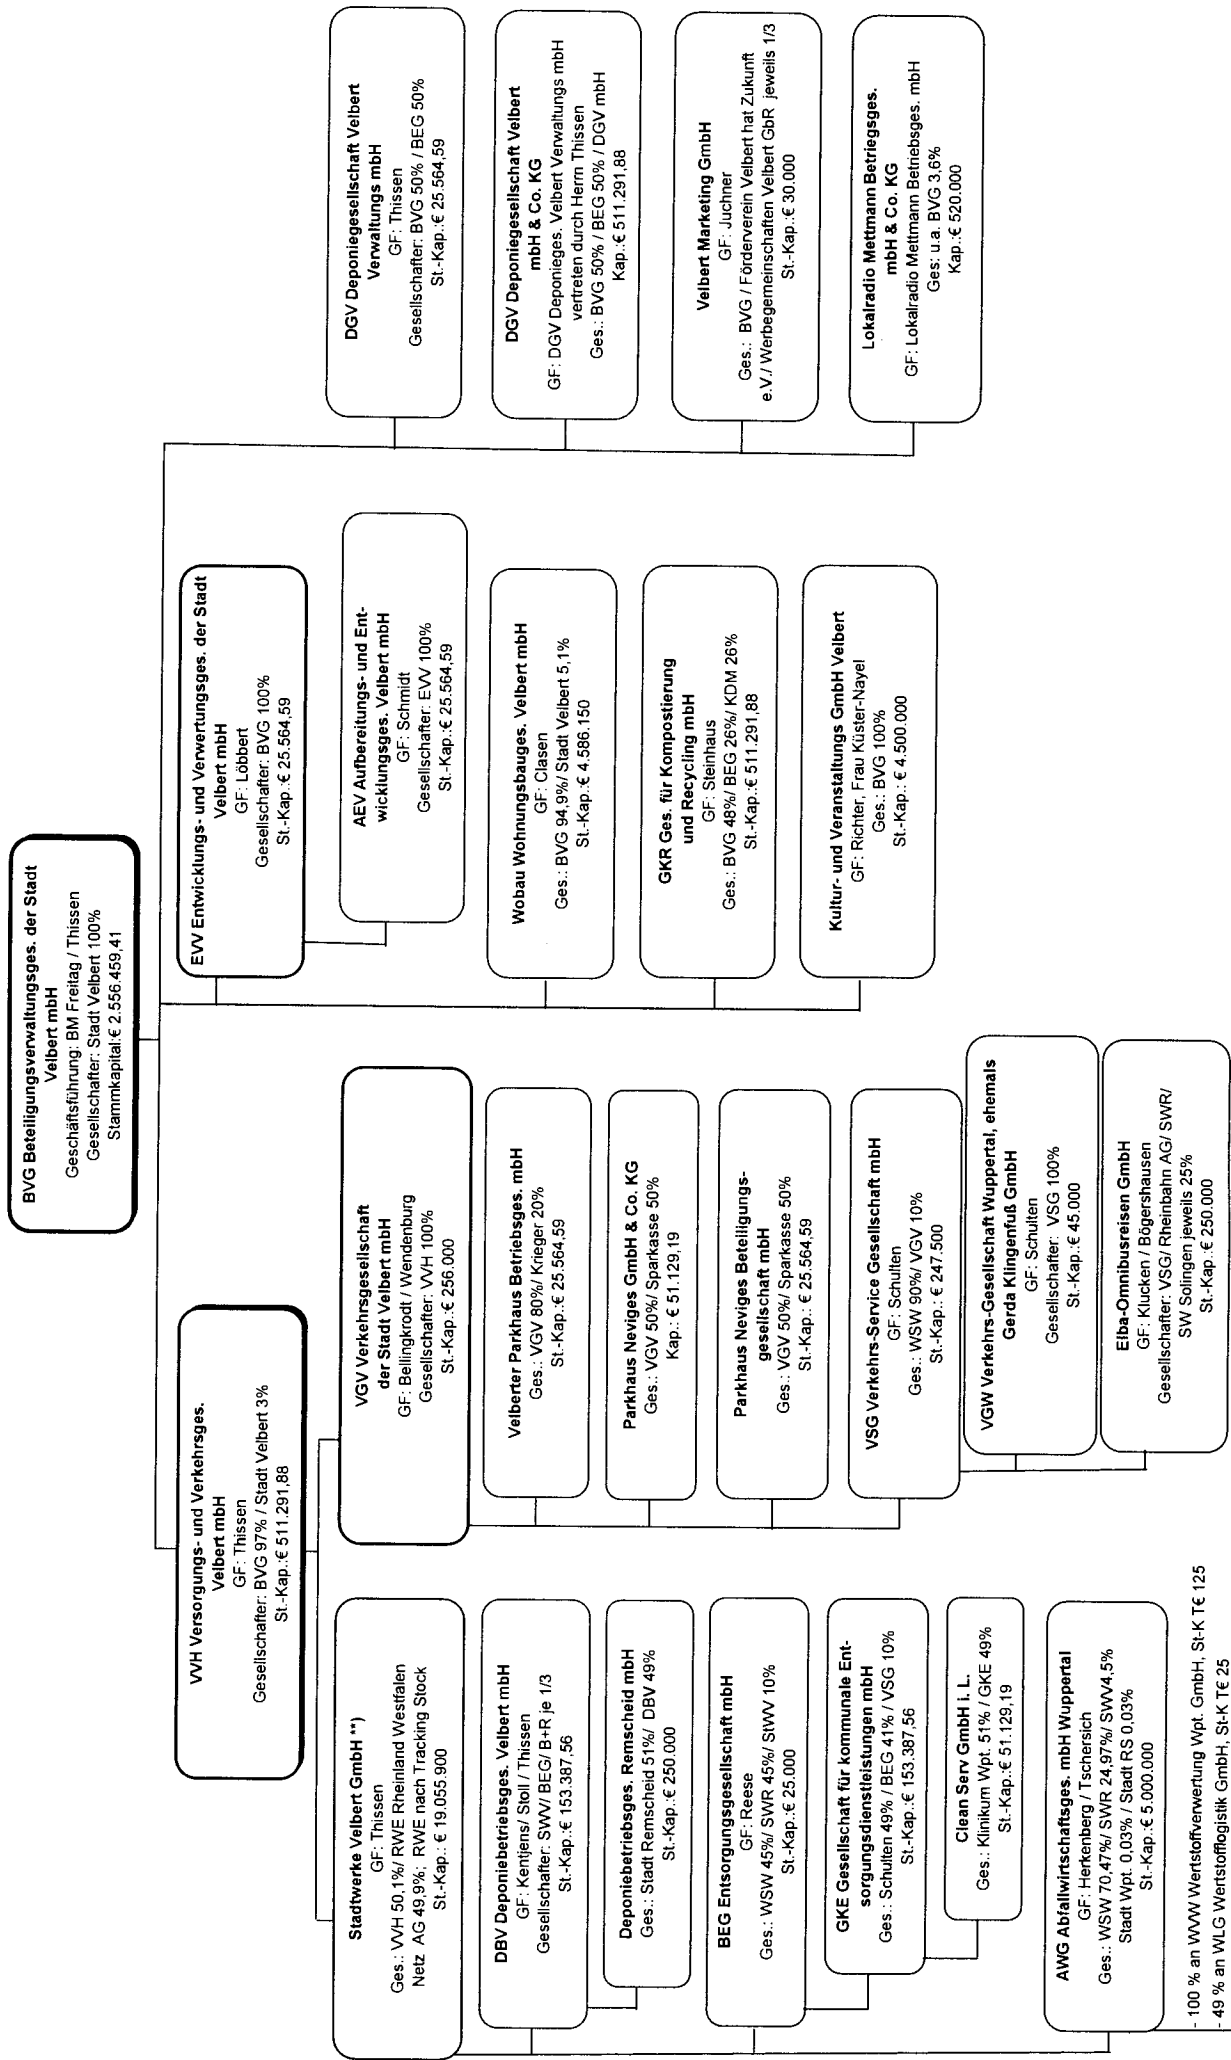 BVG Beteiligungsverwaltungsges. der Stadt
Velbert mbH
Geschäftsführung: BM Freitag / Thissen
Gesellschafter: Stadt Velbert 100%
Stammkapital:€ 2.556.459,41
VVH Versorgungs- und Verkehrsges.
Velbert mbH
GF: Thissen
Gesellschafter: BVG 97% / Stadt Velbert 3%
St.-Kap.:€ 511.291,88
Stadtwerke Velbert GmbH **)
GF: Thissen
Ges.: VVH 50,1%/ RWE Rheinland Westfalen
Netz AG 49,9%; RWE nach Tracking Stock
St.-Kap.: € 19.055.900
DBV Deponiebetriebsges. Velbert mbH
GF: Kentjens/ Stoll / Thissen
Gesellschafter: SWV/ BEG/ B+R je 1/3
St.-Kap.:€ 153.387,56
Deponiebetriebsges. Remscheid mbH
Ges.: Stadt Remscheid 51%/ DBV 49%
St.-Kap.:€ 250.000
BEG Entsorgungsgesellschaft mbH
GF: Reese
Ges.: WSW 45%/ SWR 45%/ StWV 10%
St.-Kap.:€ 25.000
GKE Gesellschaft für kommunale Ent-
sorgungsdienstleistungen mbH
Ges.: Schulten 49% / BEG 41% / VSG 10%
St.-Kap.:€ 153.387,56
Clean Serv GmbH i. L.
Ges.: Klinikum Wpt. 51% / GKE 49%
St.-Kap.:€ 51.129,19
AWG Abfallwirtschaftsges. mbH Wuppertal
GF: Herkenberg / Tschersich
Ges.: WSW 70,47%/ SWR 24,97%/ SWV4,5%
Stadt Wpt. 0,03% / Stadt RS 0,03%
St.-Kap.:€ 5.000.000
- 100 % an WVW Wertstoffverwertung Wpt. GmbH, St-K T€ 125
- 49 % an WLG Wertstofflogistik GmbH, St-K T€ 25
VGV Verkehrsgesellschaft
der Stadt Velbert mbH
GF: Bellingkrodt / Wendenburg
Gesellschafter: VVH 100%
St.-Kap.:€ 256.000
Velberter Parkhaus Betriebsges. mbH
Ges.: VGV 80%/ Krieger 20%
St.-Kap.:€ 25.564,59
Parkhaus Neviges GmbH & Co. KG
Ges.: VGV 50%/ Sparkasse 50%
Kap.: € 51.129,19
Parkhaus Neviges Beteiligungs-
gesellschaft mbH
Ges.: VGV 50%/ Sparkasse 50%
St.-Kap.:€ 25.564,59
VSG Verkehrs-Service Gesellschaft mbH
GF: Schulten
Ges.: WSW 90%/ VGV 10%
St.-Kap.:€ 247.500
VGW Verkehrs-Gesellschaft Wuppertal, ehemals
Gerda Klingenfuß GmbH
GF: Schulten
Gesellschafter: VSG 100%
St.-Kap.:€ 45.000
Elba-Omnibusreisen GmbH
GF: Klucken / Bögershausen
Gesellschafter: VSG/ Rheinbahn AG/ SWR/
SW Solingen jeweils 25%
St.-Kap.:€ 250.000
EVV Entwicklungs- und Verwertungsges. der Stadt
Velbert mbH
GF: Löbbert
Gesellschafter: BVG 100%
St.-Kap.:€ 25.564,59
AEV Aufbereitungs- und Ent-
wicklungsges. Velbert mbH
GF: Schmidt
Gesellschafter: EVV 100%
St.-Kap.:€ 25.564,59
Wobau Wohnungsbauges. Velbert mbH
GF: Clasen
Ges.: BVG 94,9%/ Stadt Velbert 5,1%
St.-Kap.:€ 4.586.150
GKR Ges. für Kompostierung
und Recycling mbH
GF: Steinhaus
Ges.: BVG 48%/ BEG 26%/ KDM 26%
St.-Kap.:€ 511.291,88
Kultur- und Veranstaltungs GmbH Velbert
GF: Richter, Frau Küster-Nayel
Ges.: BVG 100%
St.-Kap.: € 4.500.000
DGV Deponiegesellschaft Velbert
Verwaltungs mbH
GF: Thissen
Gesellschafter: BVG 50% / BEG 50%
St.-Kap.:€ 25.564,59
DGV Deponiegesellschaft Velbert
mbH & Co. KG
GF: DGV Deponieges. Velbert Verwaltungs mbH
vertreten durch Herrn Thissen
Ges.: BVG 50% / BEG 50% / DGV mbH
Kap.:€ 511.291,88
Velbert Marketing GmbH
GF: Juchner
Ges.: BVG / Förderverein Velbert hat Zukunft
e.V./ Werbegemeinschaften Velbert GbR jeweils 1/3
St.-Kap.:€ 30.000
Lokalradio Mettmann Betriegsges.
mbH & Co. KG
GF: Lokalradio Mettmann Betriebsges. mbH
Ges: u.a. BVG 3,6%
Kap.:€ 520.000